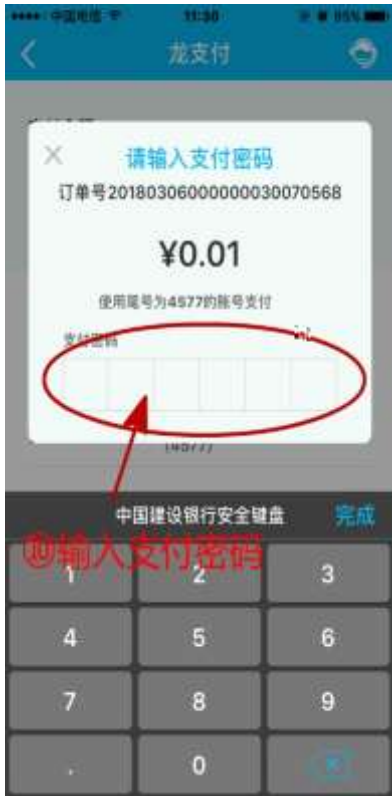 中国电信 11:30 95%
龙支付
请输入支付密码
订单号20180306000000030070568
¥0.01
使用尾号为4577的账号支付
支付密码
(4577)
中国建设银行安全键盘 完成
⑩输入支付密码
1 2 3
4 5 6
7 8 9
. 0